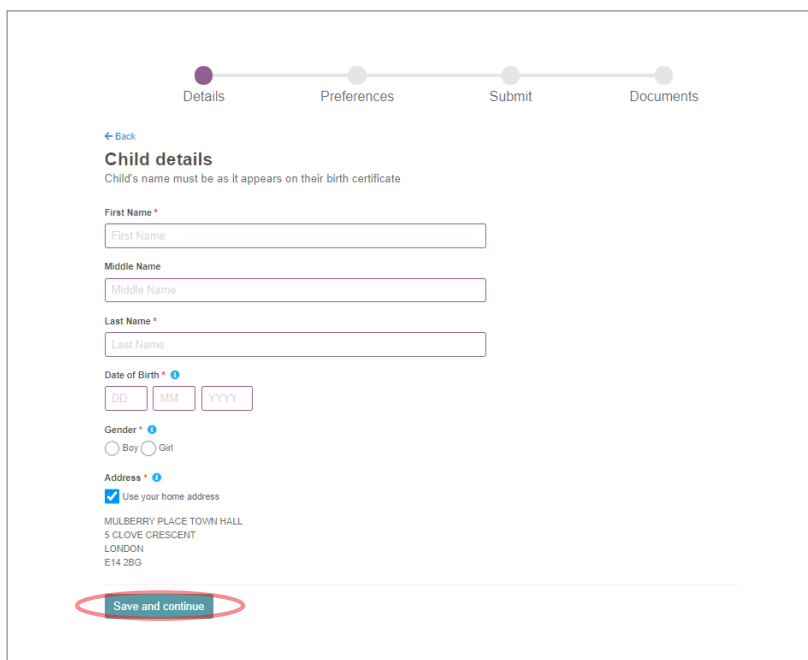 Details Preferences Submit Documents
← Back
Child details
Child's name must be as it appears on their birth certificate
First Name *
First Name
Middle Name
Middle Name
Last Name *
Last Name
Date of Birth * i
DD MM YYYY
Gender * i
Boy Girl
Address * i
Use your home address
MULBERRY PLACE TOWN HALL
5 CLOVE CRESCENT
LONDON
E14 2BG
Save and continue